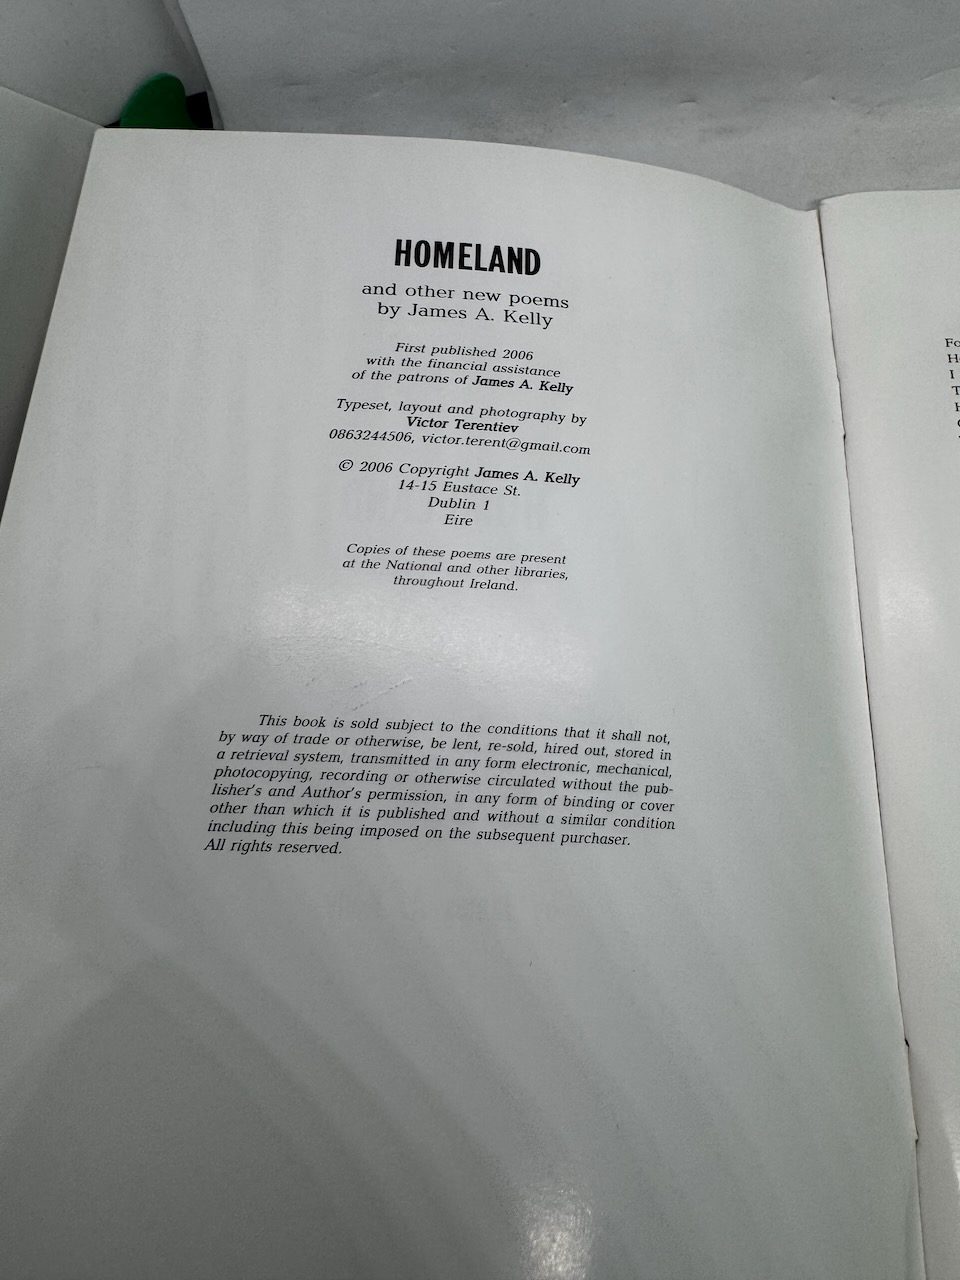 HOMELAND
and other new poems
by James A. Kelly
First published 2006
with the financial assistance
of the patrons of James A. Kelly
Typeset, layout and photography by
Victor Terentiev
0863244506, victor.terent@gmail.com
© 2006 Copyright James A. Kelly
14-15 Eustace St.
Dublin 1
Eire
Copies of these poems are present
at the National and other libraries,
throughout Ireland.
This book is sold subject to the conditions that it shall not,
by way of trade or otherwise, be lent, re-sold, hired out, stored in
a retrieval system, transmitted in any form electronic, mechanical,
photocopying, recording or otherwise circulated without the pub-
lisher's and Author's permission, in any form of binding or cover
other than which it is published and without a similar condition
including this being imposed on the subsequent purchaser.
All rights reserved.